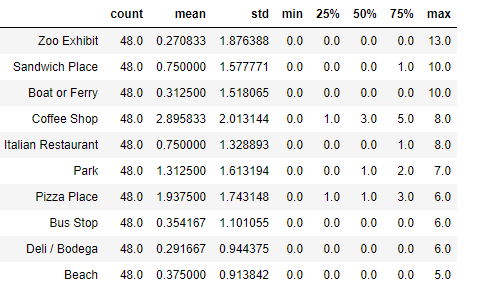 count mean std min 25% 50% 75% max
Zoo Exhibit 48.0 0.270833 1.876388 0.0 0.0 0.0 0.0 13.0
Sandwich Place 48.0 0.750000 1.577771 0.0 0.0 0.0 1.0 10.0
Boat or Ferry 48.0 0.312500 1.518065 0.0 0.0 0.0 0.0 10.0
Coffee Shop 48.0 2.895833 2.013144 0.0 1.0 3.0 5.0 8.0
Italian Restaurant 48.0 0.750000 1.328893 0.0 0.0 0.0 1.0 8.0
Park 48.0 1.312500 1.613194 0.0 0.0 1.0 2.0 7.0
Pizza Place 48.0 1.937500 1.743148 0.0 1.0 1.0 3.0 6.0
Bus Stop 48.0 0.354167 1.101055 0.0 0.0 0.0 0.0 6.0
Deli / Bodega 48.0 0.291667 0.944375 0.0 0.0 0.0 0.0 6.0
Beach 48.0 0.375000 0.913842 0.0 0.0 0.0 0.0 5.0